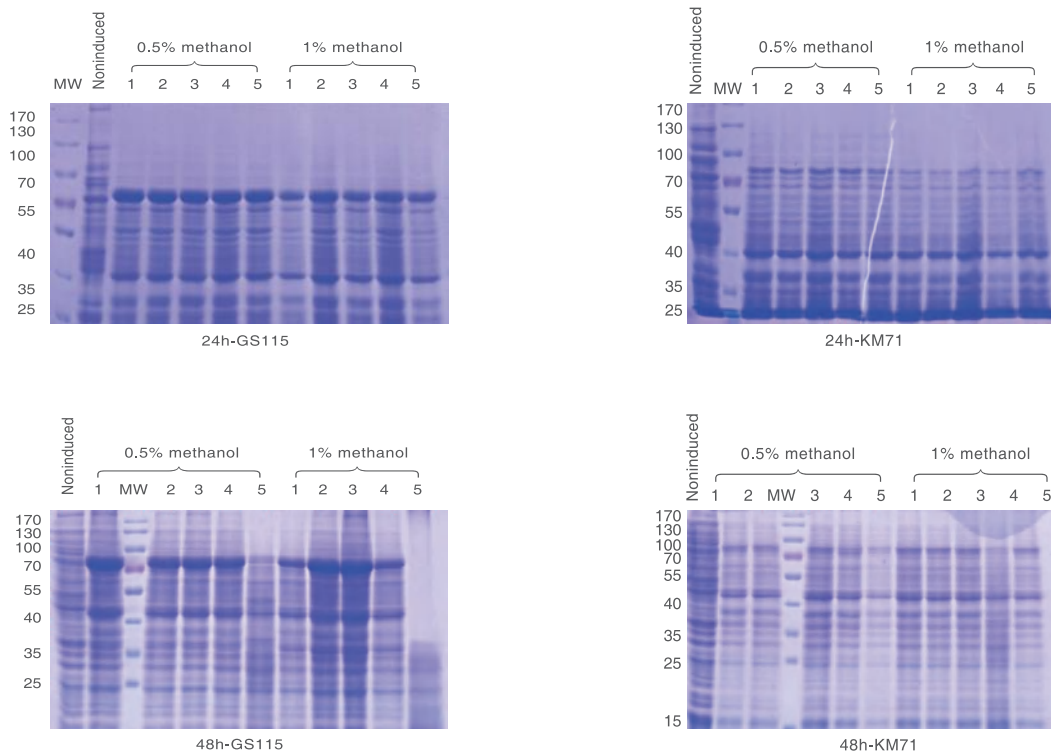 Noninduced
0.5% methanol
1% methanol
MW
1 2 3 4 5
1 2 3 4 5
170
130
100
70
55
40
35
25
24h-GS115
Noninduced
0.5% methanol
1% methanol
MW
1 2 3 4 5
1 2 3 4 5
170
130
100
70
55
40
35
25
24h-KM71
Noninduced
0.5% methanol
1% methanol
1 MW 2 3 4 5
1 2 3 4 5
170
130
100
70
55
40
35
25
48h-GS115
Noninduced
0.5% methanol
1% methanol
1 2 MW 3 4 5
1 2 3 4 5
170
130
100
70
55
40
35
25
15
48h-KM71